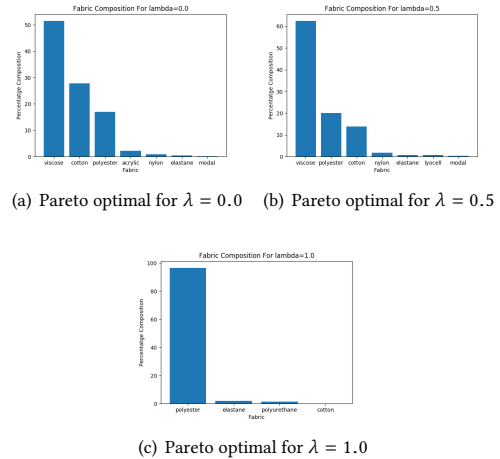 Fabric Composition For lambda=0.0
Percentatge Composition
50
40
30
20
10
0
viscose cotton polyester acrylic nylon elastane modal
Fabric
(a) Pareto optimal for λ = 0.0
Fabric Composition For lambda=0.5
Percentatge Composition
60
50
40
30
20
10
0
viscose polyester cotton nylon elastane lyocell modal
Fabric
(b) Pareto optimal for λ = 0.5
Fabric Composition For lambda=1.0
Percentatge Composition
100
80
60
40
20
0
polyester elastane polyurethane cotton
Fabric
(c) Pareto optimal for λ = 1.0